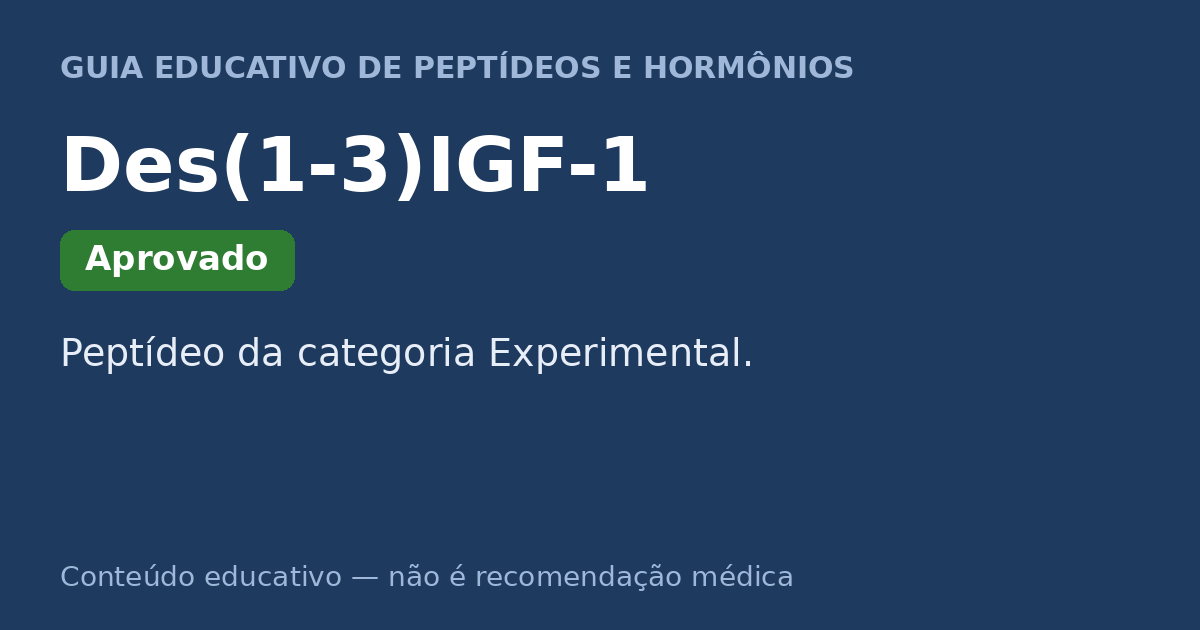 GUIA EDUCATIVO DE PEPTÍDEOS E HORMÔNIOS
Des(1-3)IGF-1
Aprovado
Peptídeo da categoria Experimental.
Conteúdo educativo — não é recomendação médica